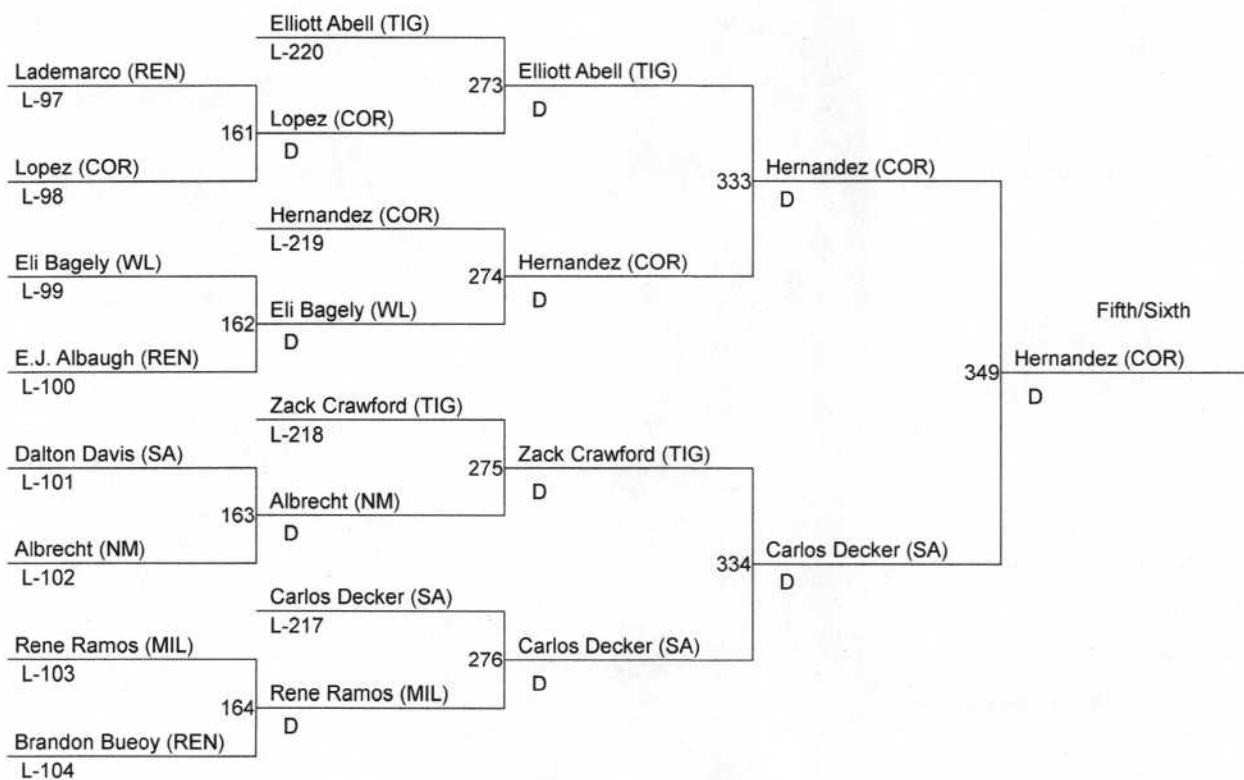 Elliott Abell (TIG)
L-220
Lademarco (REN)
273
Elliott Abell (TIG)
L-97
D
161
Lopez (COR)
D
Lopez (COR)
333
Hernandez (COR)
L-98
D
Hernandez (COR)
L-219
Eli Bagely (WL)
274
Hernandez (COR)
L-99
D
162
Eli Bagely (WL)
Fifth/Sixth
D
E.J. Albaugh (REN)
349
Hernandez (COR)
L-100
D
Zack Crawford (TIG)
L-218
Dalton Davis (SA)
275
Zack Crawford (TIG)
L-101
D
163
Albrecht (NM)
D
Albrecht (NM)
334
Carlos Decker (SA)
L-102
D
Carlos Decker (SA)
L-217
Rene Ramos (MIL)
276
Carlos Decker (SA)
L-103
D
164
Rene Ramos (MIL)
D
Brandon Bueoy (REN)
L-104